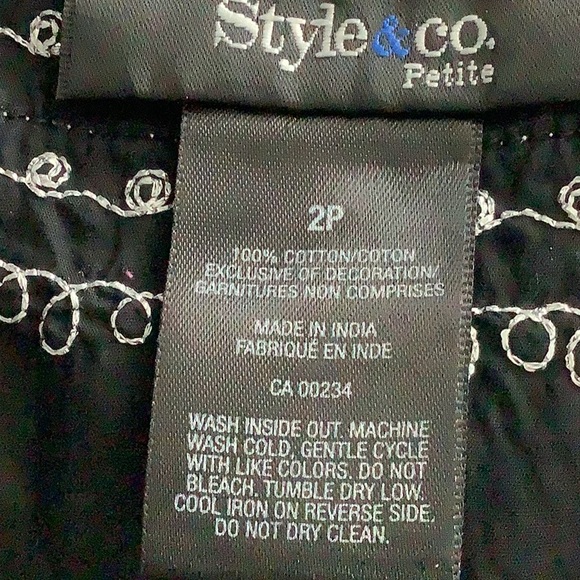 Style&co.
Petite
2P
100% COTTON/COTON
EXCLUSIVE OF DECORATION/
GARNITURES NON COMPRISES
MADE IN INDIA
FABRIQUÉ EN INDE
CA 00234
WASH INSIDE OUT. MACHINE
WASH COLD, GENTLE CYCLE
WITH LIKE COLORS. DO NOT
BLEACH. TUMBLE DRY LOW.
COOL IRON ON REVERSE SIDE.
DO NOT DRY CLEAN.